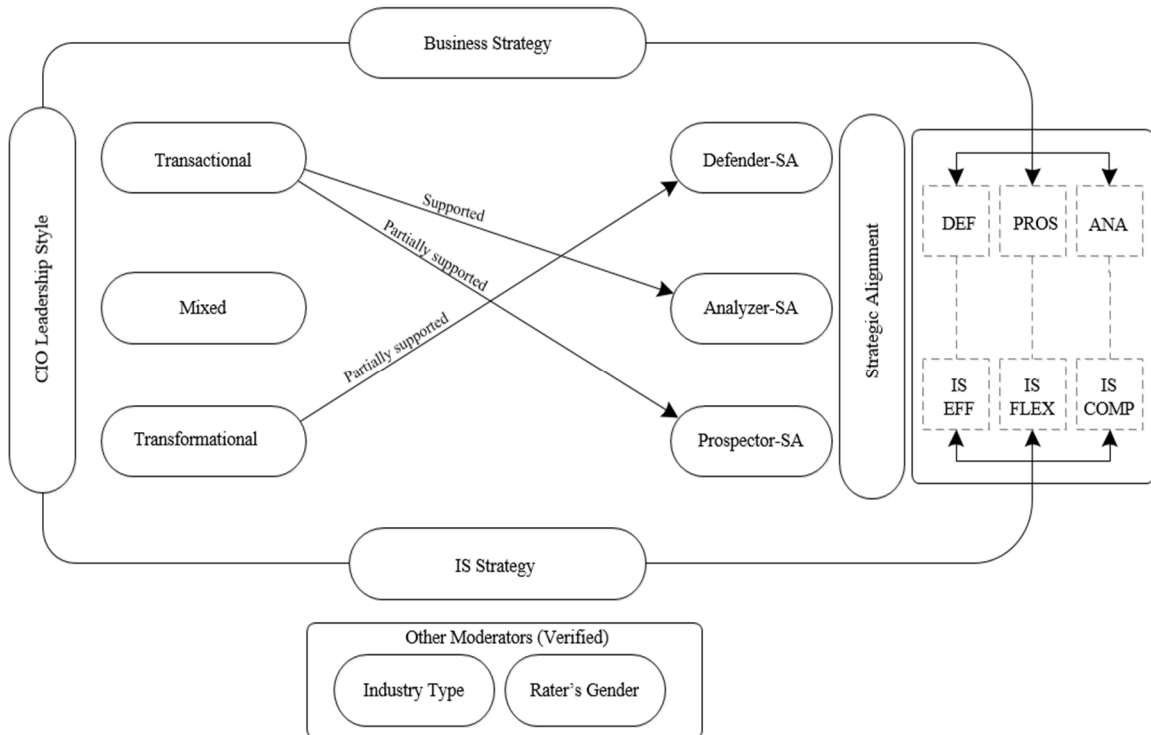 Business Strategy
CIO Leadership Style
Transactional
Mixed
Transformational
Supported
Partially supported
Partially supported
Defender-SA
Analyzer-SA
Prospector-SA
Strategic Alignment
DEF
PROS
ANA
IS
EFF
IS
FLEX
IS
COMP
IS Strategy
Other Moderators (Verified)
Industry Type
Rater's Gender